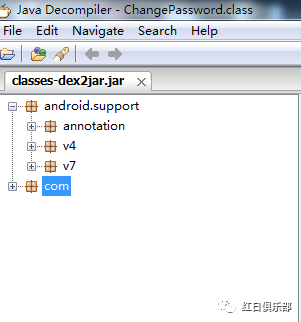 Java Decompiler - ChangePassword.class
File Edit Navigate Search Help
classes-dex2jar.jar
android.support
annotation
v4
v7
com
红日俱乐部